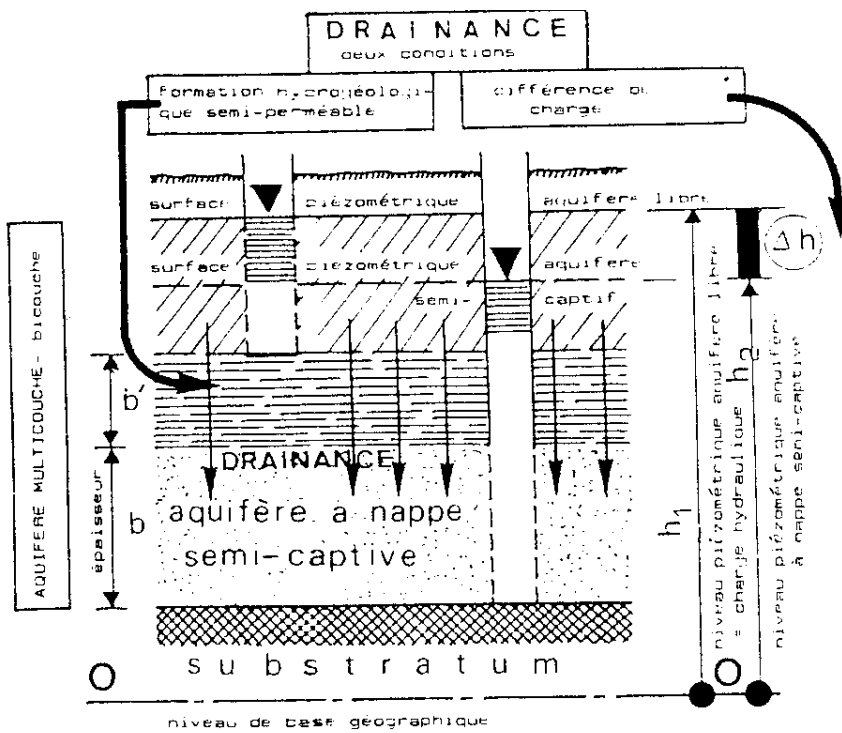 DRAINANCE
deux conditions
formation hydrogéologi-
que semi-perméable
différence de
charge
surface piézométrique aquifère libre
surface piézométrique aquifère
semi- captif
Δh
AQUIFERE MULTICOUCHE - bicouche
b'
épaisseur
b
DRAINANCE
aquifère a nappe
semi-captive
h1
niveau piézométrique aquifère libre
= charge hydraulique
h2
niveau piézométrique aquifère
à nappe semi-captive
substratum
O
O
niveau de base géographique